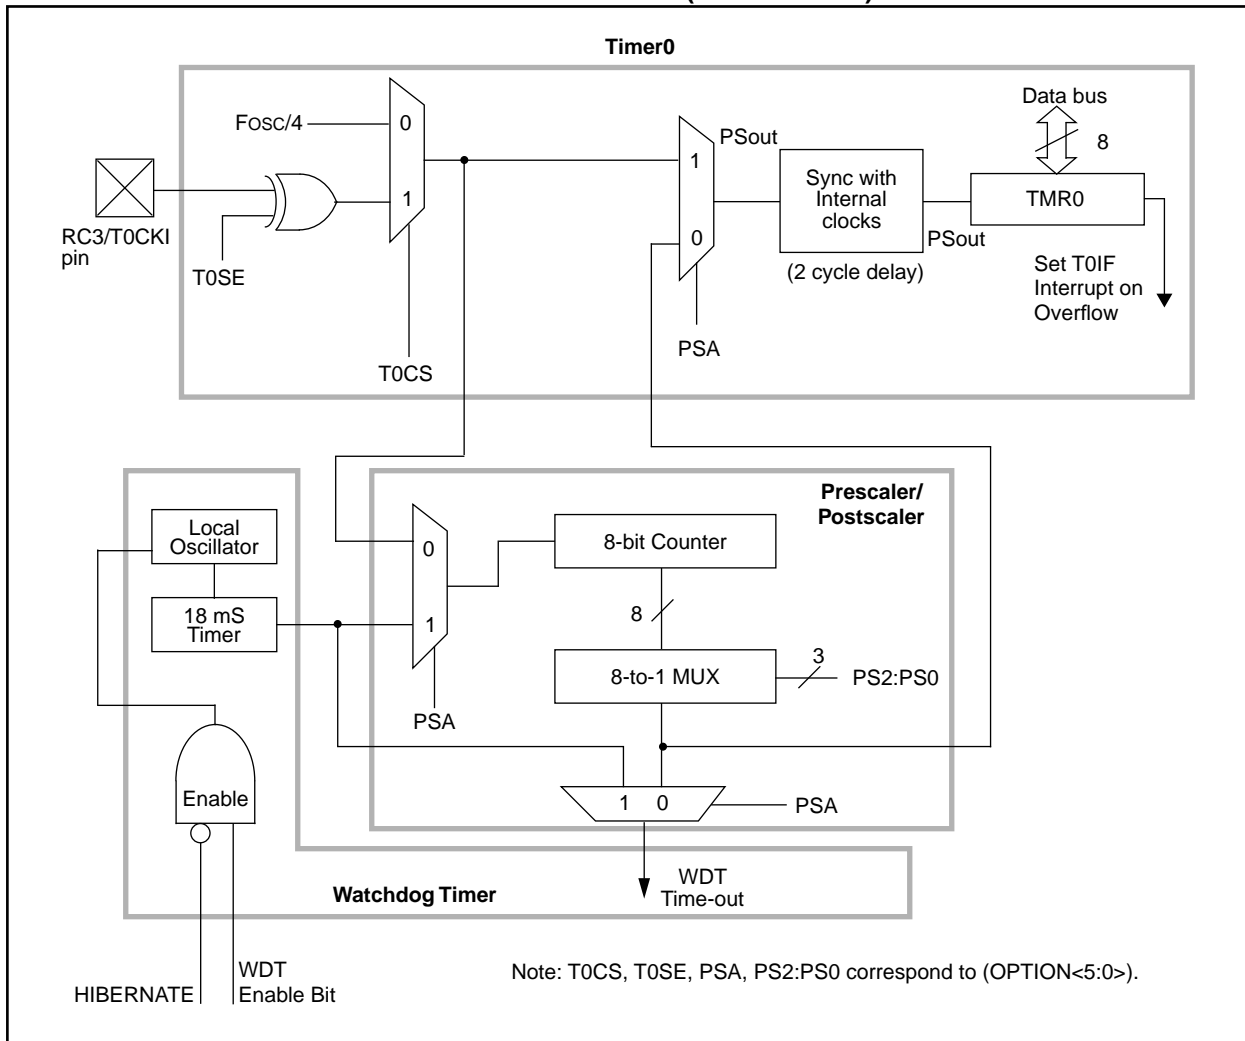 Timer0
Data bus
8
FOSC/4
0
1
PSout
1
0
Sync with
Internal
clocks
(2 cycle delay)
PSout
TMR0
RC3/T0CKI
pin
T0SE
T0CS
PSA
Set T0IF
Interrupt on
Overflow
Prescaler/
Postscaler
Local
Oscillator
18 mS
Timer
0
1
PSA
8-bit Counter
8
8-to-1 MUX
3
PS2:PS0
Enable
1 0
PSA
WDT
Time-out
Watchdog Timer
HIBERNATE
WDT
Enable Bit
Note: T0CS, T0SE, PSA, PS2:PS0 correspond to (OPTION<5:0>).